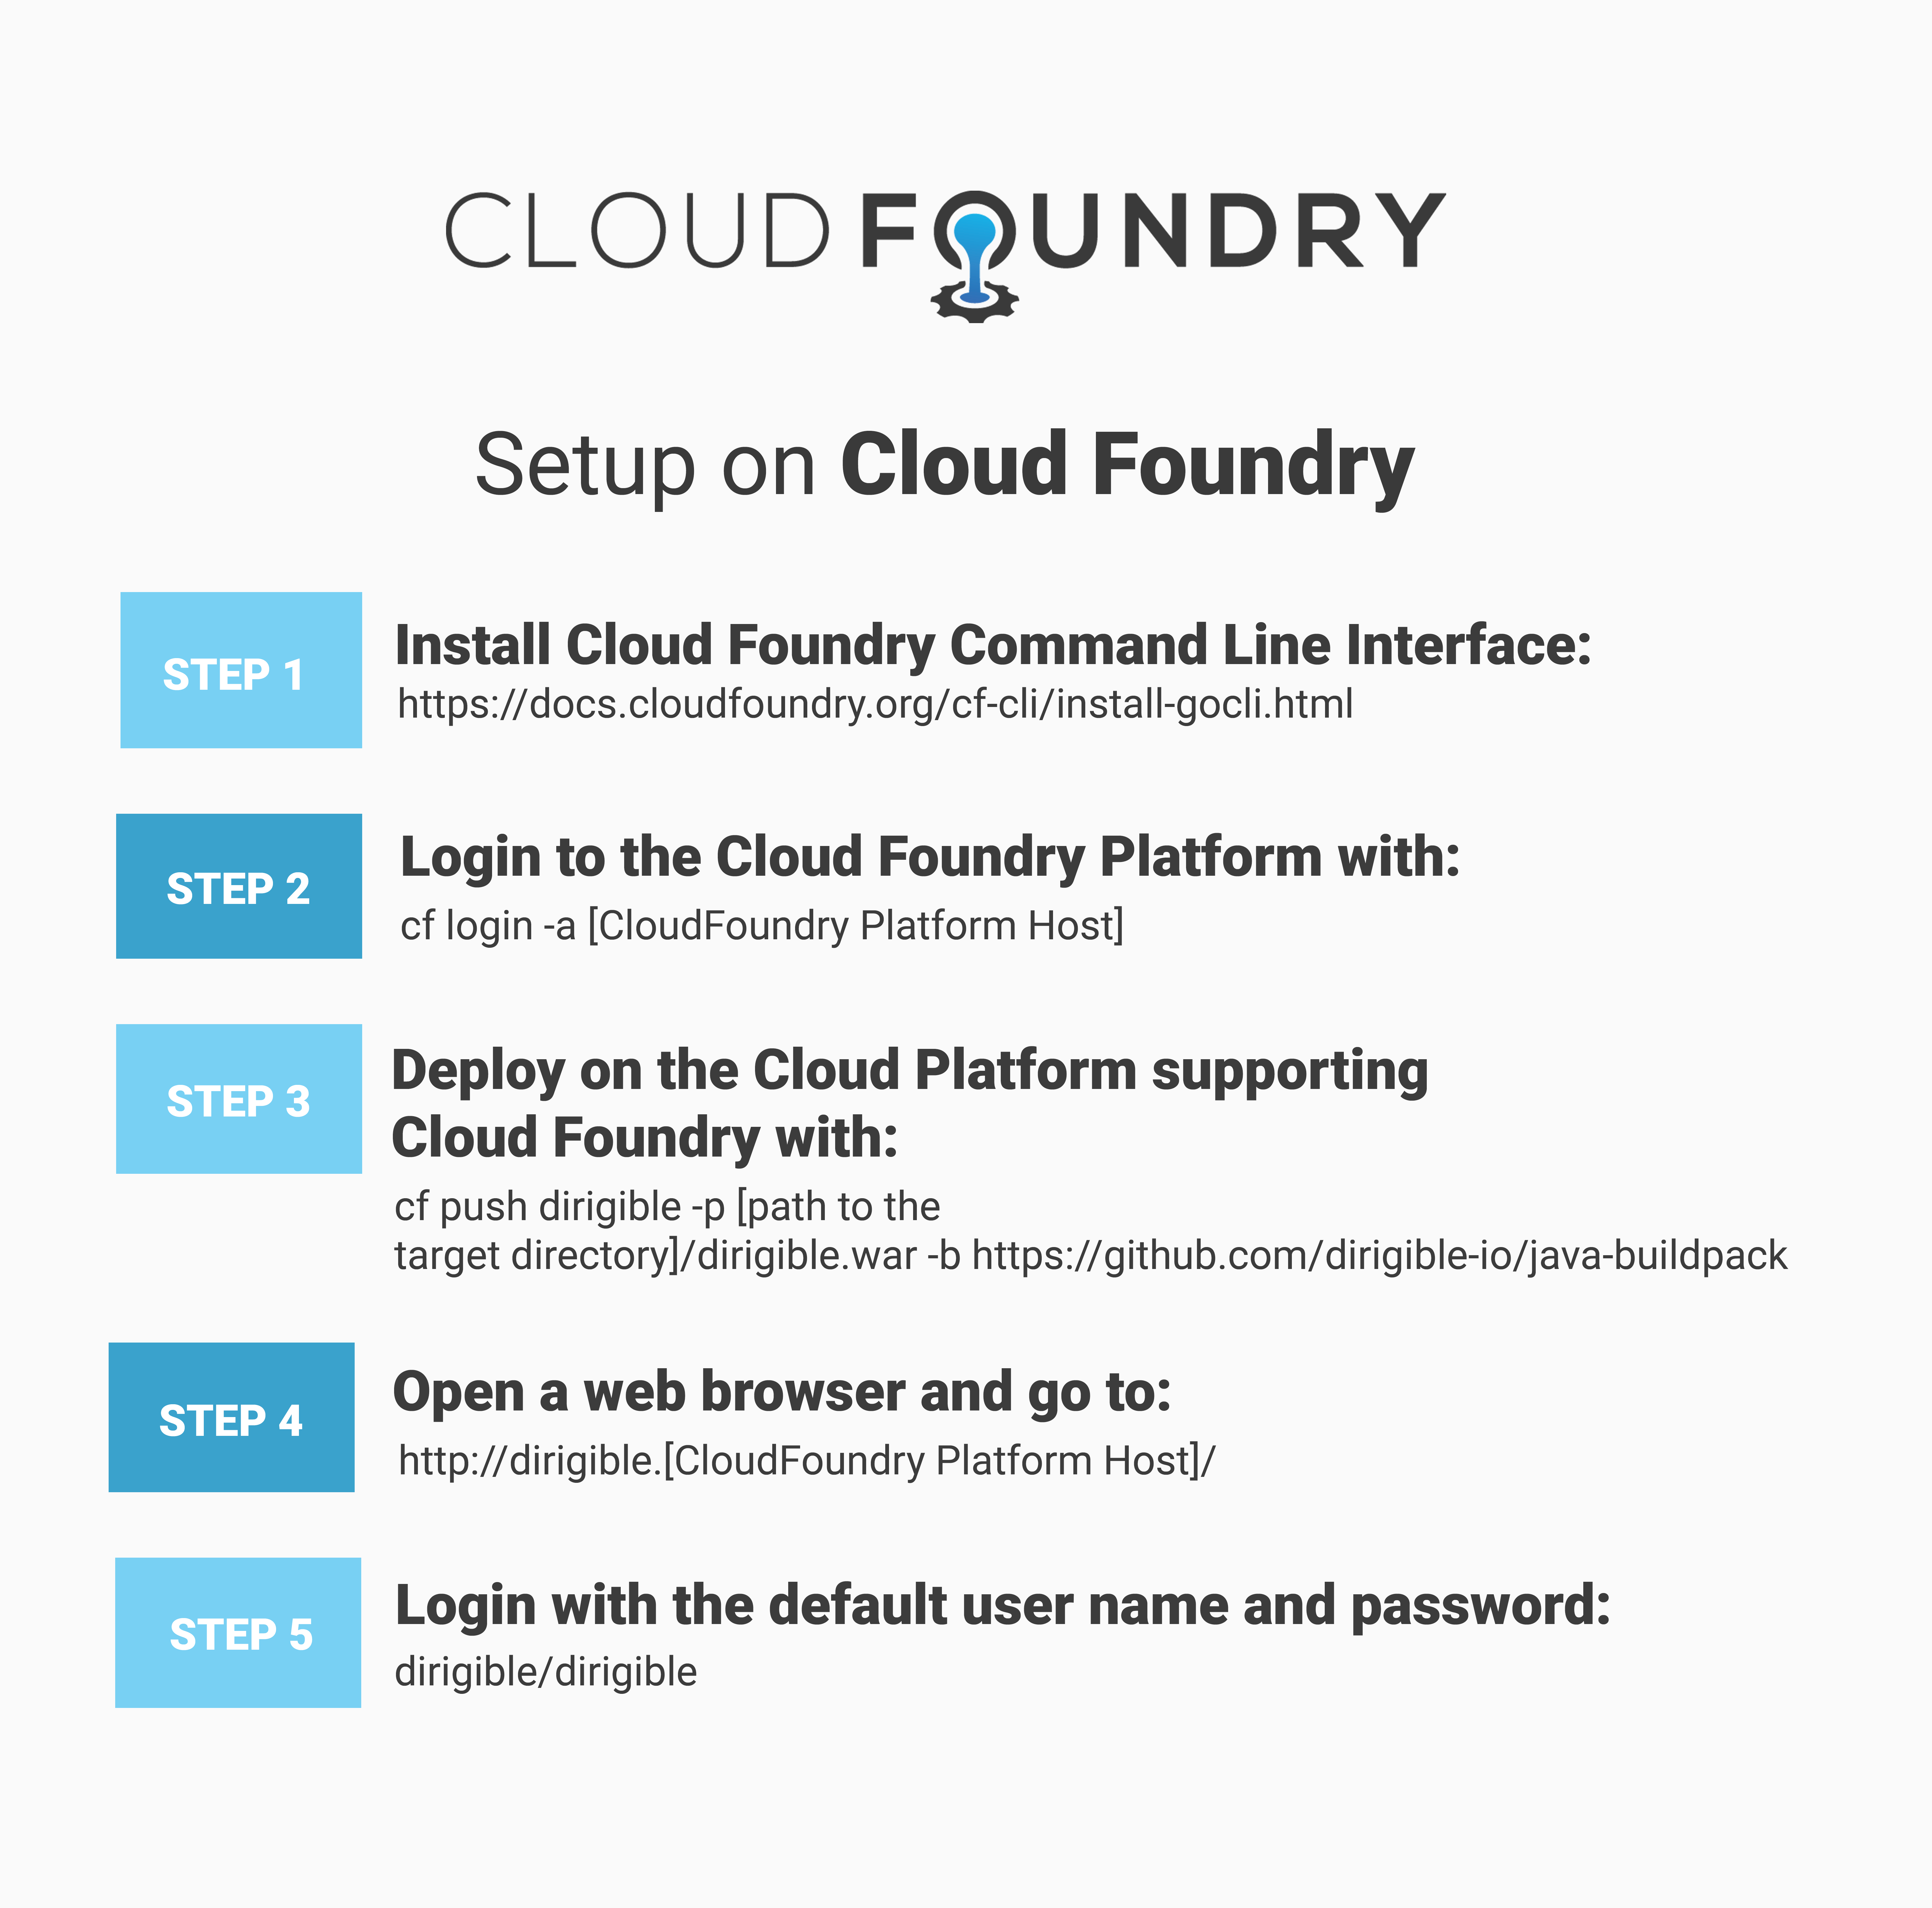 CLOUD FOUNDRY
Setup on Cloud Foundry
STEP 1
Install Cloud Foundry Command Line Interface:
https://docs.cloudfoundry.org/cf-cli/install-gocli.html
STEP 2
Login to the Cloud Foundry Platform with:
cf login -a [CloudFoundry Platform Host]
STEP 3
Deploy on the Cloud Platform supporting
Cloud Foundry with:
cf push dirigible -p [path to the
target directory]/dirigible.war -b https://github.com/dirigible-io/java-buildpack
STEP 4
Open a web browser and go to:
http://dirigible.[CloudFoundry Platform Host]/
STEP 5
Login with the default user name and password:
dirigible/dirigible